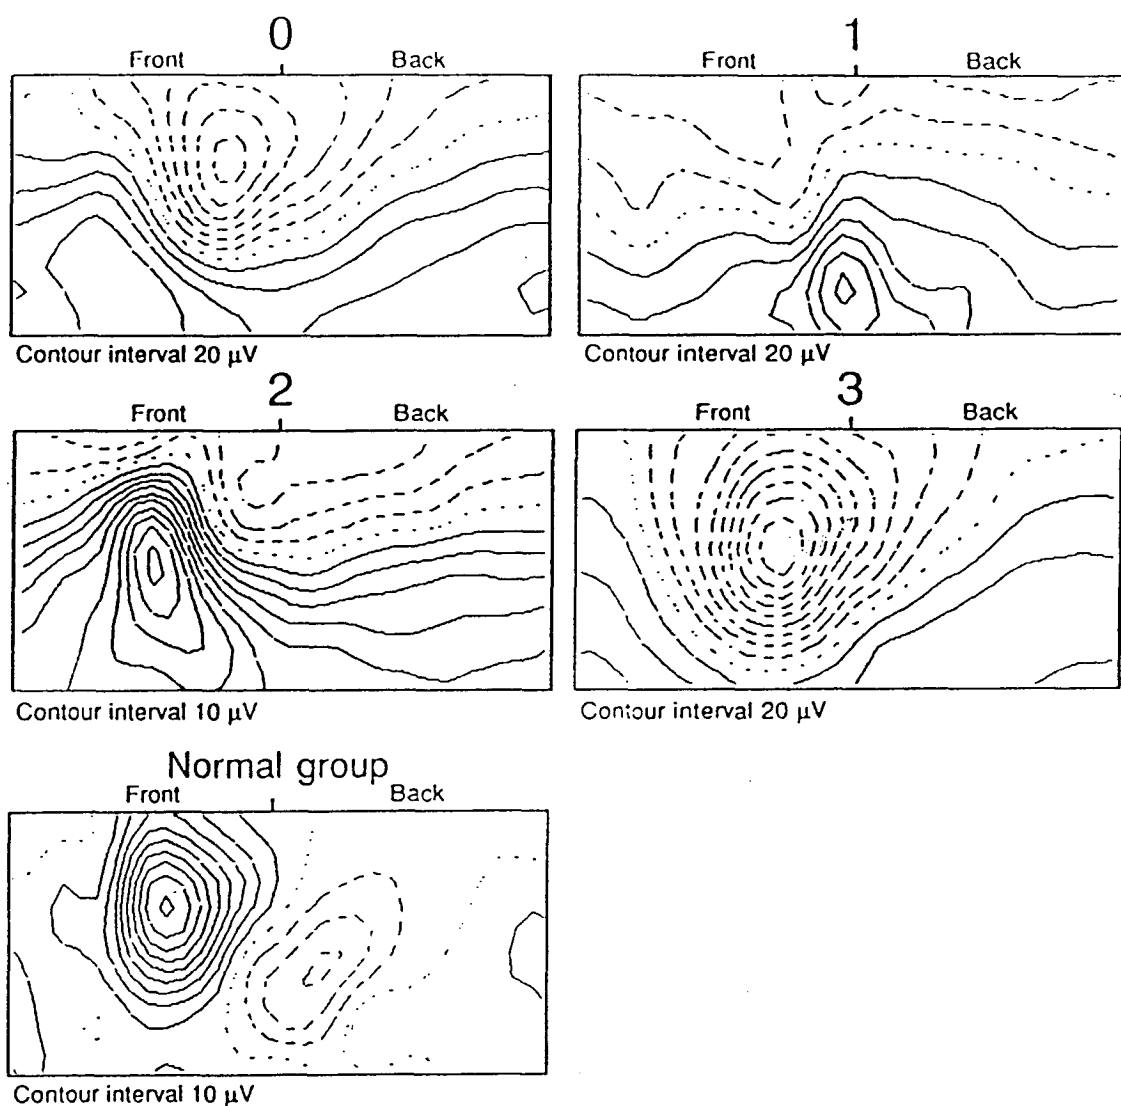 0
Front Back
Contour interval 20 µV
1
Front Back
Contour interval 20 µV
2
Front Back
Contour interval 10 µV
3
Front Back
Contour interval 20 µV
Normal group
Front Back
Contour interval 10 µV